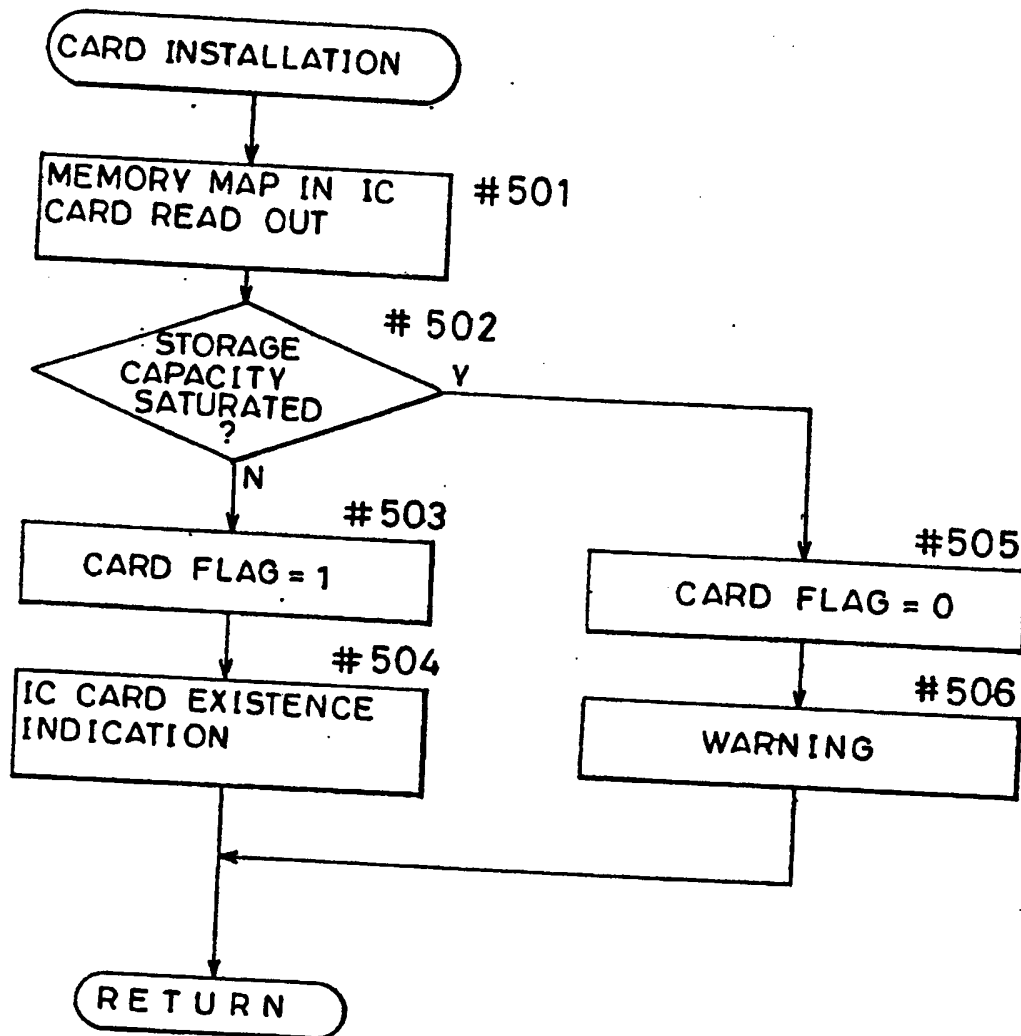 CARD INSTALLATION
MEMORY MAP IN IC
CARD READ OUT
#501
#502
STORAGE
CAPACITY
SATURATED
?
Y
N
#503
CARD FLAG = 1
#504
IC CARD EXISTENCE
INDICATION
#505
CARD FLAG = 0
#506
WARNING
RETURN